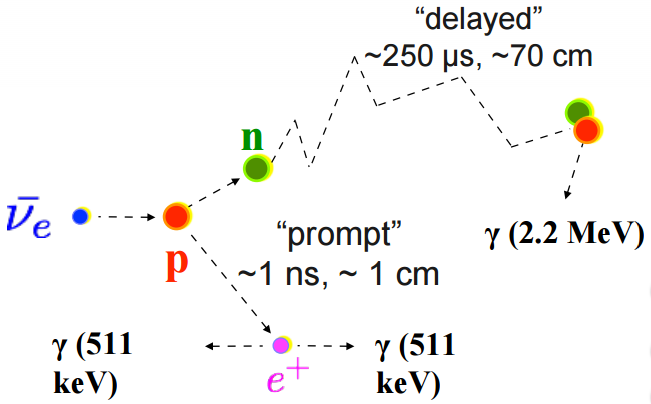 “delayed”
~250 μs, ~70 cm
n
ν̄e
p
“prompt”
~1 ns, ~ 1 cm
γ (2.2 MeV)
γ (511
keV)
e+
γ (511
keV)